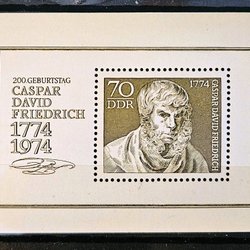 200.GEBURTSTAG
CASPAR
DAVID
FRIEDRICH
1774
1974
70
DDR
1774
CASPAR DAVID FRIEDRICH